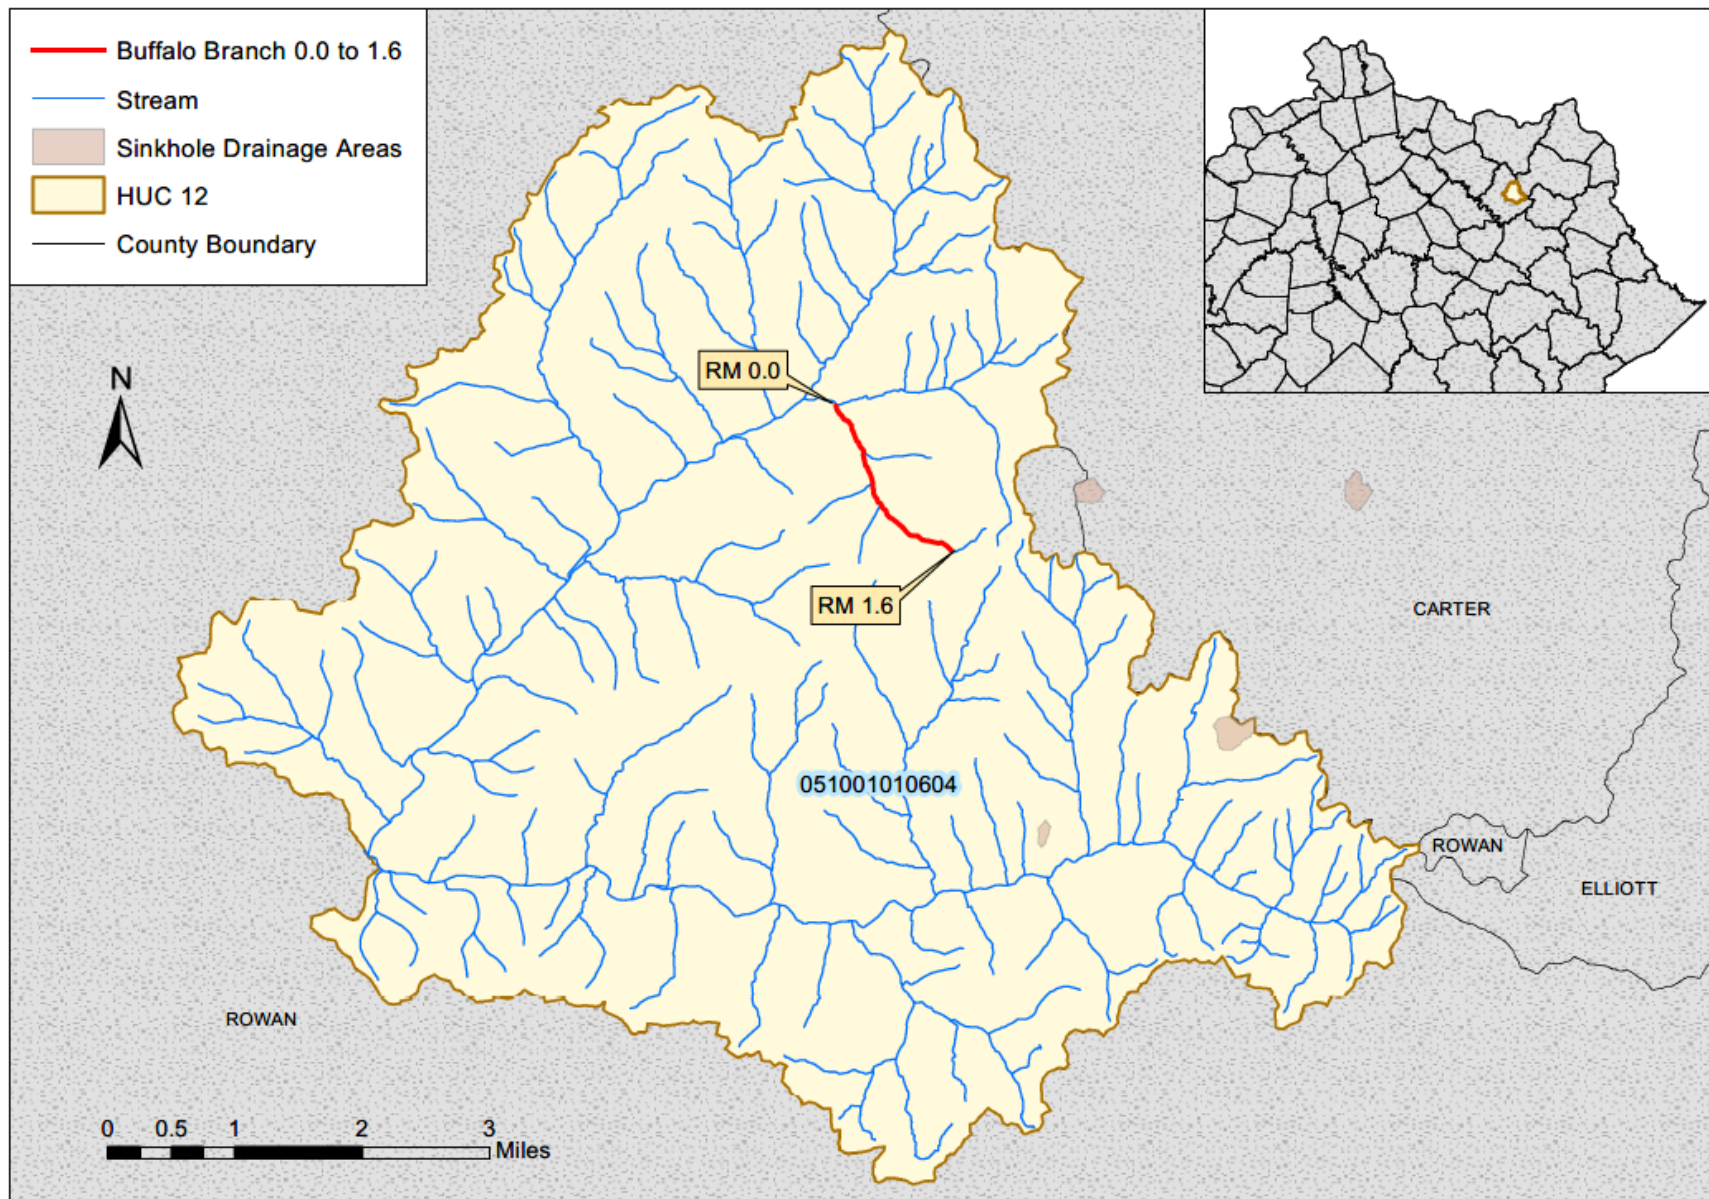 Buffalo Branch 0.0 to 1.6
Stream
Sinkhole Drainage Areas
HUC 12
County Boundary
N
RM 0.0
RM 1.6
CARTER
051001010604
ROWAN
ELLIOTT
ROWAN
0 0.5 1 2 3
Miles